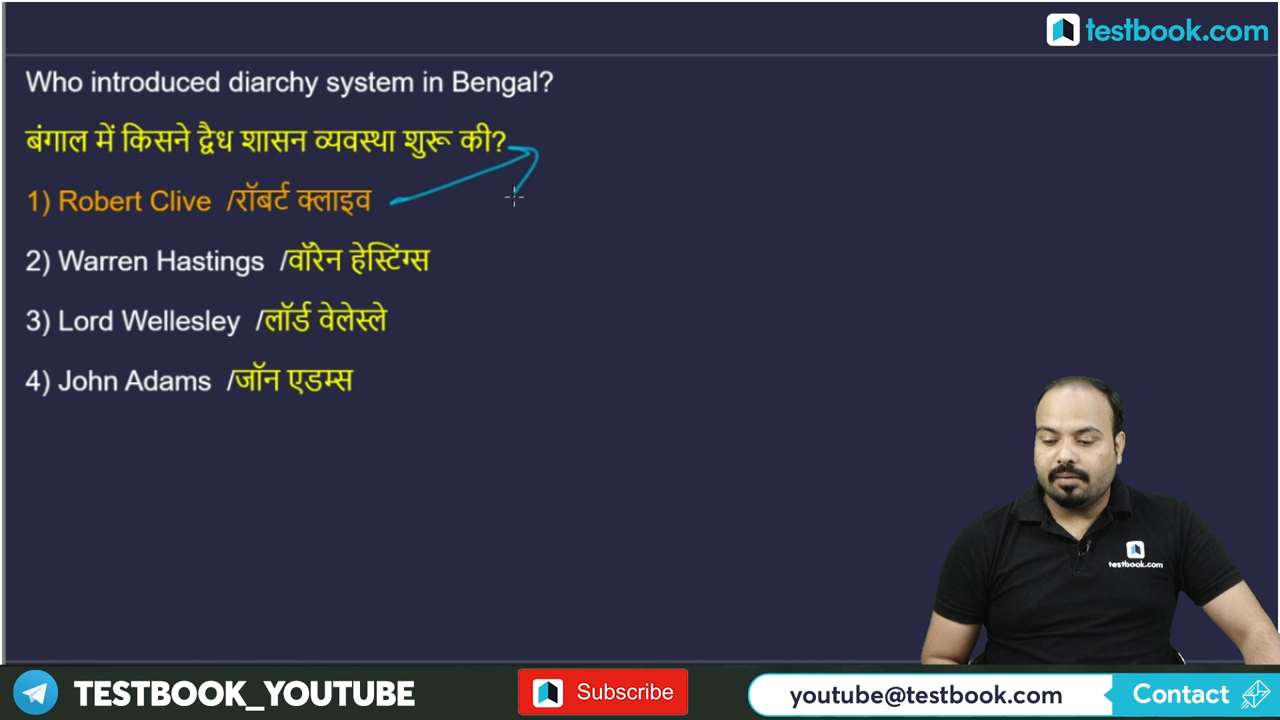 testbook.com
Who introduced diarchy system in Bengal?
बंगाल में किसने द्वैध शासन व्यवस्था शुरू की?
1) Robert Clive /रॉबर्ट क्लाइव
2) Warren Hastings /वॉरेन हेस्टिंग्स
3) Lord Wellesley /लॉर्ड वेलेस्ले
4) John Adams /जॉन एडम्स
testbook.com
TESTBOOK_YOUTUBE
Subscribe
youtube@testbook.com
Contact